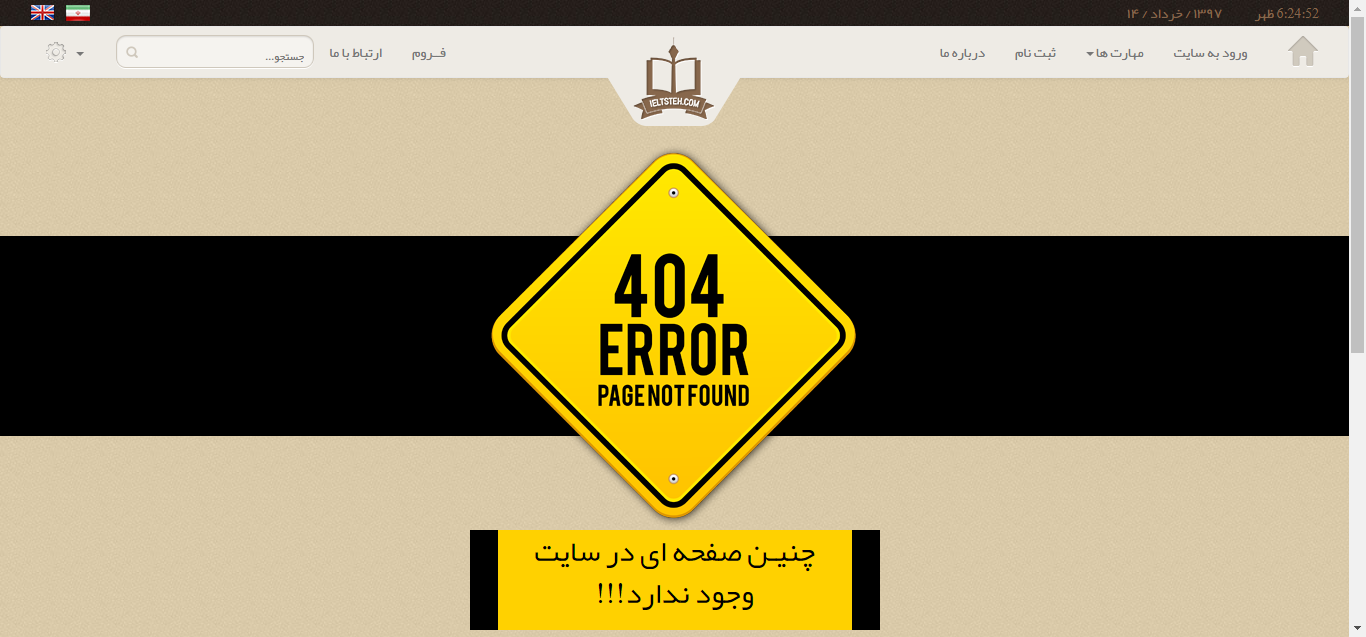 6:24:52 ظهر
۱۴ / خرداد / ۱۳۹۷
ورود به سایت
مهارت ها
ثبت نام
درباره ما
IELTSTEH.COM
فــروم
ارتباط با ما
جستجو...
404
ERROR
PAGE NOT FOUND
چنیـن صفحه ای در سایت
وجود ندارد!!!